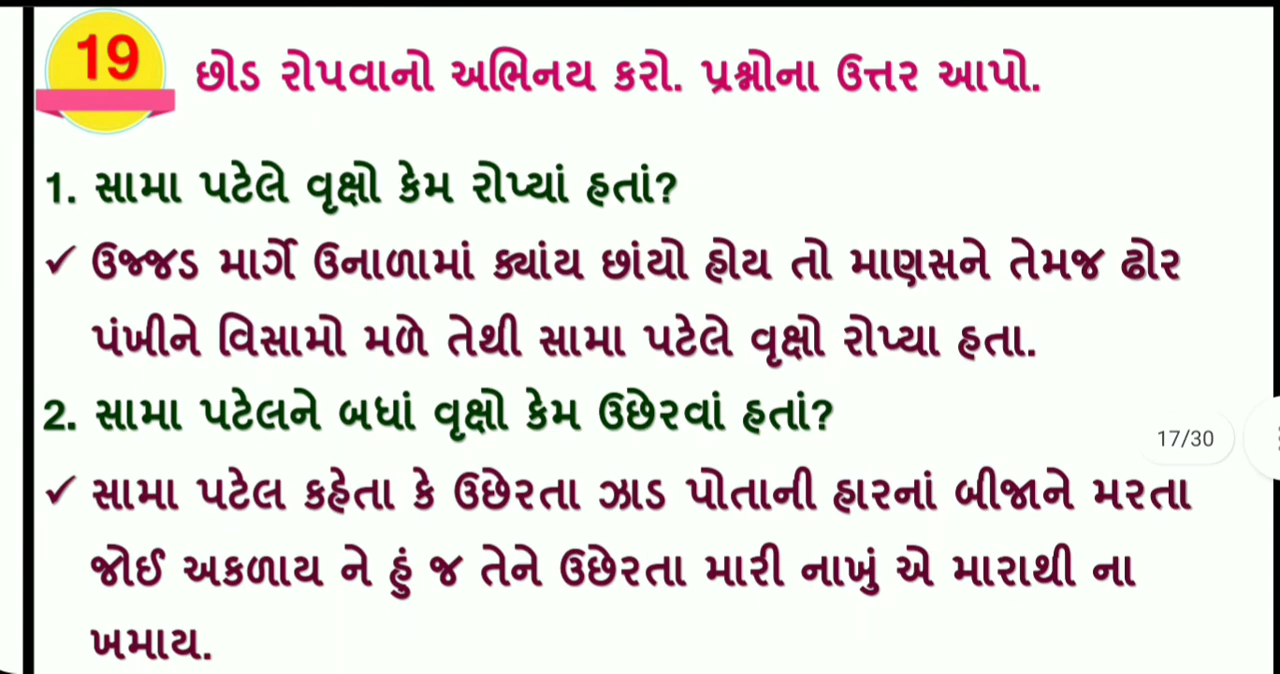 19
છોડ રોપવાનો અભિનય કરો. પ્રશ્નોના ઉત્તર આપો.
1. સામા પટેલે વૃક્ષો કેમ રોપ્યાં હતાં?
✓ ઉજ્જડ માર્ગે ઉનાળામાં ક્યાંય છાંયો હોય તો માણસને તેમજ ઢોર
પંખીને વિસામો મળે તેથી સામા પટેલે વૃક્ષો રોપ્યા હતા.
2. સામા પટેલને બધાં વૃક્ષો કેમ ઉછેરવાં હતાં?
17/30
✓ સામા પટેલ કહેતા કે ઉછેરતા ઝાડ પોતાની હારનાં બીજાને મરતા
જોઈ અકળાય ને હું જ તેને ઉછેરતા મારી નાખું એ મારાથી ના
ખમાય.